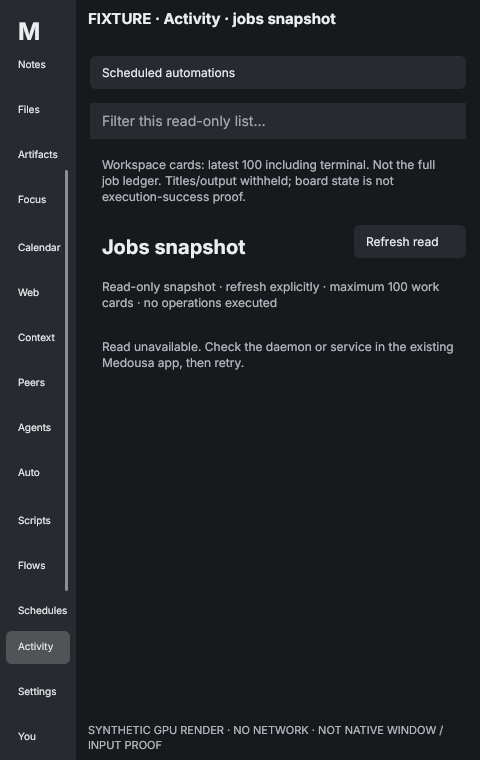 M
Notes
Files
Artifacts
Focus
Calendar
Web
Context
Peers
Agents
Auto
Scripts
Flows
Schedules
Activity
Settings
You
FIXTURE · Activity · jobs snapshot
Scheduled automations
Filter this read-only list...
Workspace cards: latest 100 including terminal. Not the full
job ledger. Titles/output withheld; board state is not
execution-success proof.
Jobs snapshot
Refresh read
Read-only snapshot · refresh explicitly · maximum 100 work
cards · no operations executed
Read unavailable. Check the daemon or service in the existing
Medousa app, then retry.
SYNTHETIC GPU RENDER · NO NETWORK · NOT NATIVE WINDOW /
INPUT PROOF